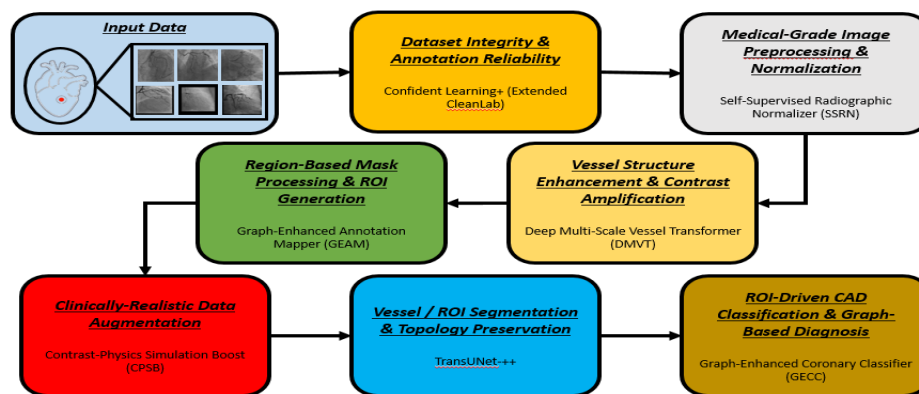 Input Data
Dataset Integrity &
Annotation Reliability
Confident Learning+ (Extended
CleanLab)
Medical-Grade Image
Preprocessing &
Normalization
Self-Supervised Radiographic
Normalizer (SSRN)
Region-Based Mask
Processing & ROI
Generation
Graph-Enhanced Annotation
Mapper (GEAM)
Vessel Structure
Enhancement & Contrast
Amplification
Deep Multi-Scale Vessel Transformer
(DMVT)
Clinically-Realistic Data
Augmentation
Contrast-Physics Simulation Boost
(CPSB)
Vessel / ROI Segmentation
& Topology Preservation
TransUNet-++
ROI-Driven CAD
Classification & Graph-
Based Diagnosis
Graph-Enhanced Coronary Classifier
(GECC)